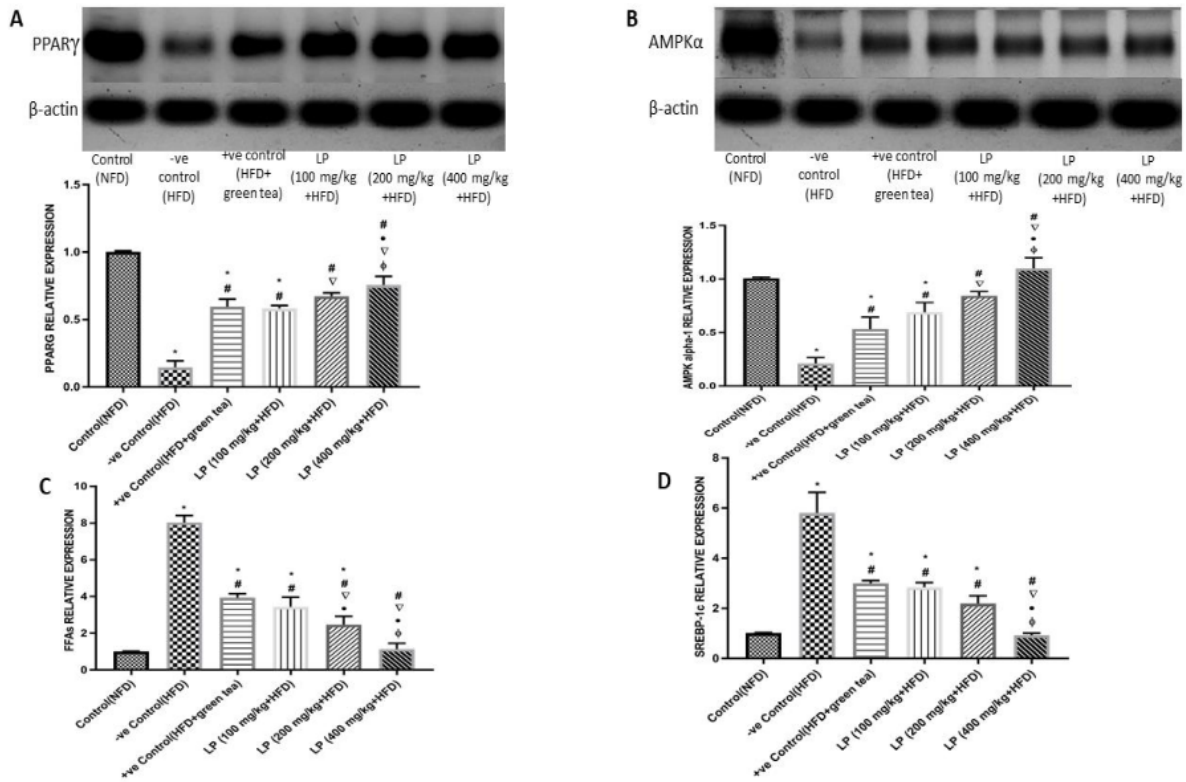 A
PPARγ
β-actin
Control
(NFD)
-ve
control
(HFD)
+ve control
(HFD+
green tea)
LP
(100 mg/kg
+HFD)
LP
(200 mg/kg
+HFD)
LP
(400 mg/kg
+HFD)
PPARG RELATIVE EXPRESSION
1.5
1.0
0.5
0.0
*
*
#
*
#
#
▽
#
•
▽
ϕ
Control(NFD)
-ve Control(HFD)
+ve Control(HFD+green tea)
LP (100 mg/kg+HFD)
LP (200 mg/kg+HFD)
LP (400 mg/kg+HFD)
B
AMPKα
β-actin
Control
(NFD)
-ve
control
(HFD
+ve control
(HFD+
green tea)
LP
(100 mg/kg
+HFD)
LP
(200 mg/kg
+HFD)
LP
(400 mg/kg
+HFD)
AMPK alpha-1 RELATIVE EXPRESSION
1.5
1.0
0.5
0.0
*
*
#
*
#
#
▽
#
▽
•
ϕ
Control(NFD)
-ve Control(HFD)
+ve Control(HFD+green tea)
LP (100 mg/kg+HFD)
LP (200 mg/kg+HFD)
LP (400 mg/kg+HFD)
C
FFAs RELATIVE EXPRESSION
10
8
6
4
2
0
*
*
#
*
#
*
#
▽
•
#
▽
•
ϕ
Control(NFD)
-ve Control(HFD)
+ve Control(HFD+green tea)
LP (100 mg/kg+HFD)
LP (200 mg/kg+HFD)
LP (400 mg/kg+HFD)
D
SREBP-1c RELATIVE EXPRESSION
8
6
4
2
0
*
*
#
*
#
*
#
#
▽
•
ϕ
Control(NFD)
-ve Control(HFD)
+ve Control(HFD+green tea)
LP (100 mg/kg+HFD)
LP (200 mg/kg+HFD)
LP (400 mg/kg+HFD)